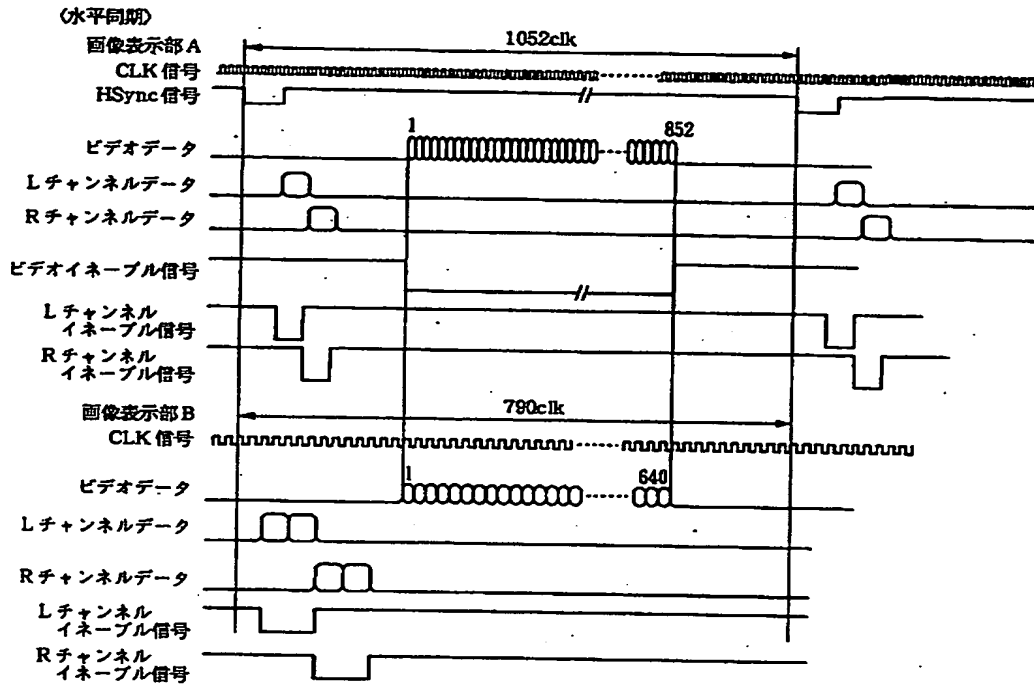 〈水平同期〉
画像表示部A
1052clk
CLK信号
HSync信号
1
852
ビデオデータ
Lチャンネルデータ
Rチャンネルデータ
ビデオイネーブル信号
Lチャンネル
イネーブル信号
Rチャンネル
イネーブル信号
画像表示部B
790clk
CLK信号
1
640
ビデオデータ
Lチャンネルデータ
Rチャンネルデータ
Lチャンネル
イネーブル信号
Rチャンネル
イネーブル信号